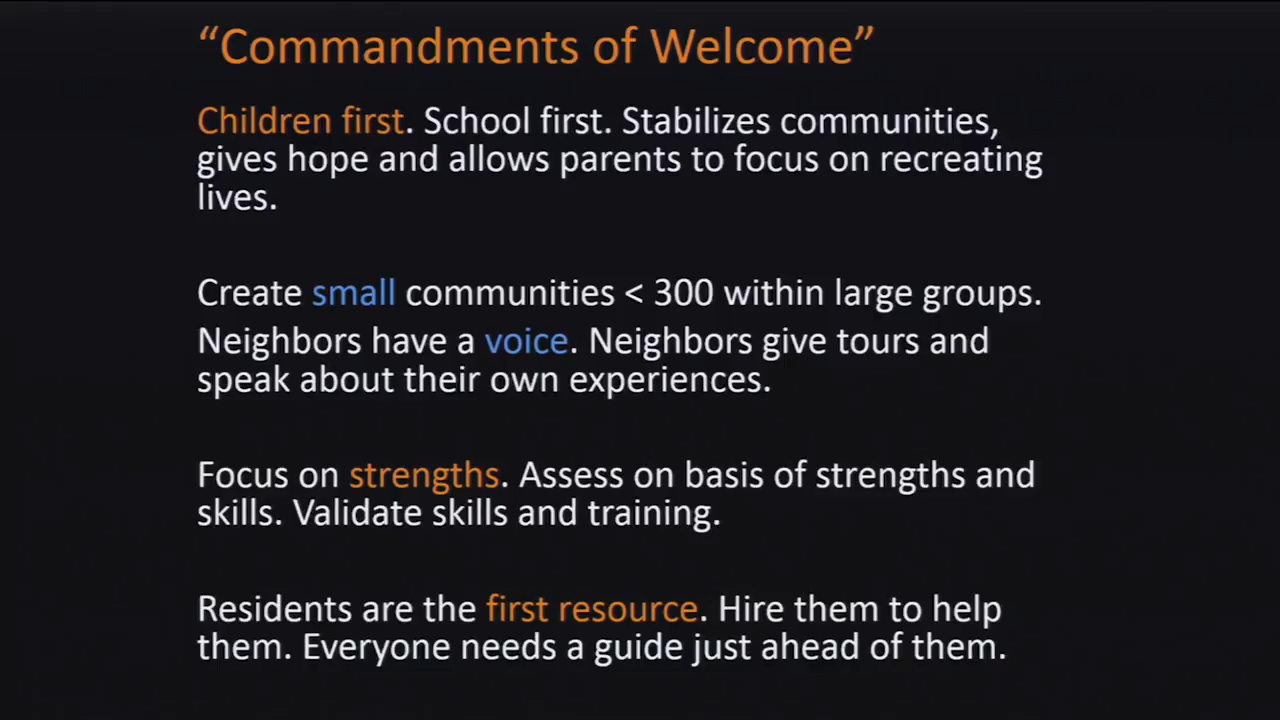 “Commandments of Welcome”
Children first. School first. Stabilizes communities,
gives hope and allows parents to focus on recreating
lives.
Create small communities < 300 within large groups.
Neighbors have a voice. Neighbors give tours and
speak about their own experiences.
Focus on strengths. Assess on basis of strengths and
skills. Validate skills and training.
Residents are the first resource. Hire them to help
them. Everyone needs a guide just ahead of them.